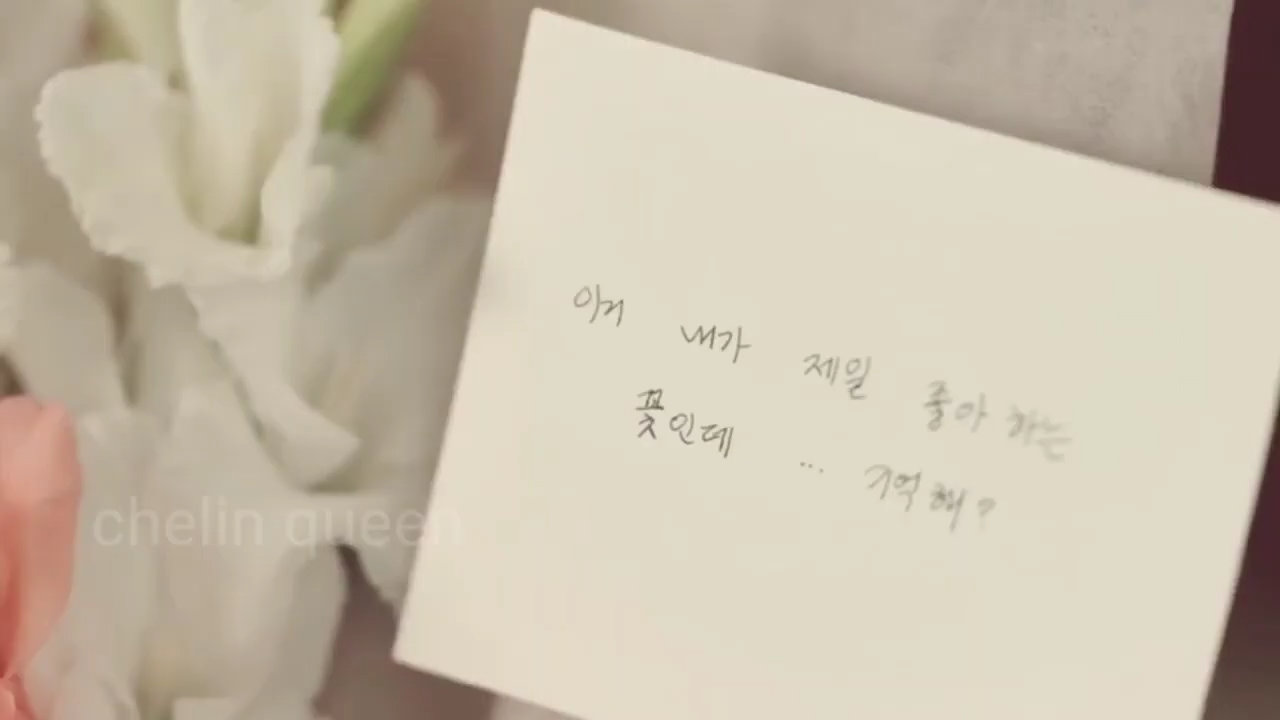 이거 내가 제일 좋아 하는
꽃인데 ... 기억해?
chelin queen